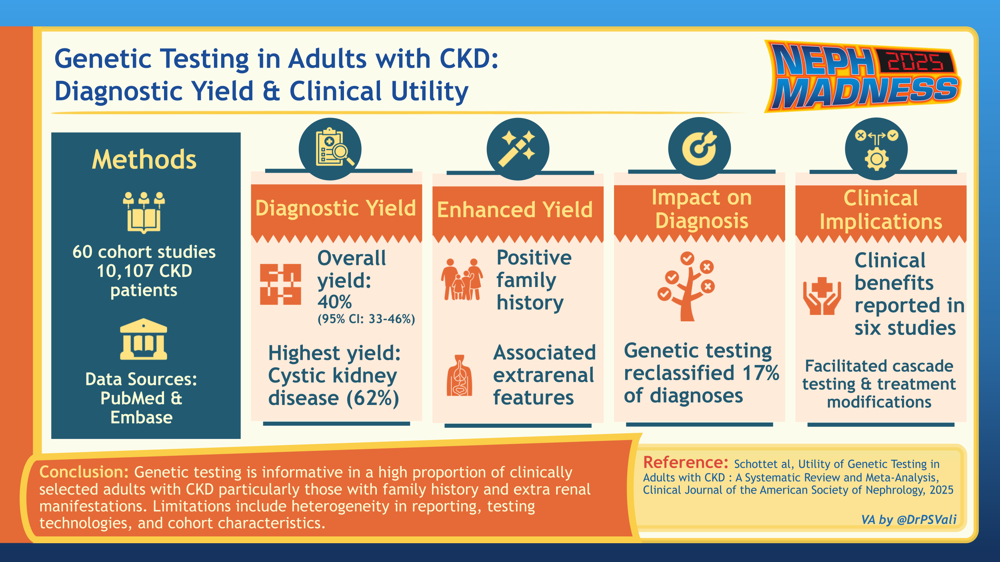 Genetic Testing in Adults with CKD:
Diagnostic Yield & Clinical Utility
NEPH 2025
MADNESS
Methods
60 cohort studies
10,107 CKD
patients
Data Sources:
PubMed &
Embase
Diagnostic Yield
Overall
yield:
40%
(95% CI: 33-46%)
Highest yield:
Cystic kidney
disease (62%)
Enhanced Yield
Positive
family
history
Associated
extrarenal
features
Impact on
Diagnosis
Genetic testing
reclassified 17%
of diagnoses
Clinical
Implications
Clinical
benefits
reported in
six studies
Facilitated cascade
testing & treatment
modifications
Conclusion: Genetic testing is informative in a high proportion of clinically
selected adults with CKD particularly those with family history and extra renal
manifestations. Limitations include heterogeneity in reporting, testing
technologies, and cohort characteristics.
Reference: Schottet al, Utility of Genetic Testing in
Adults with CKD : A Systematic Review and Meta-Analysis,
Clinical Journal of the American Society of Nephrology, 2025
VA by @DrPSVali